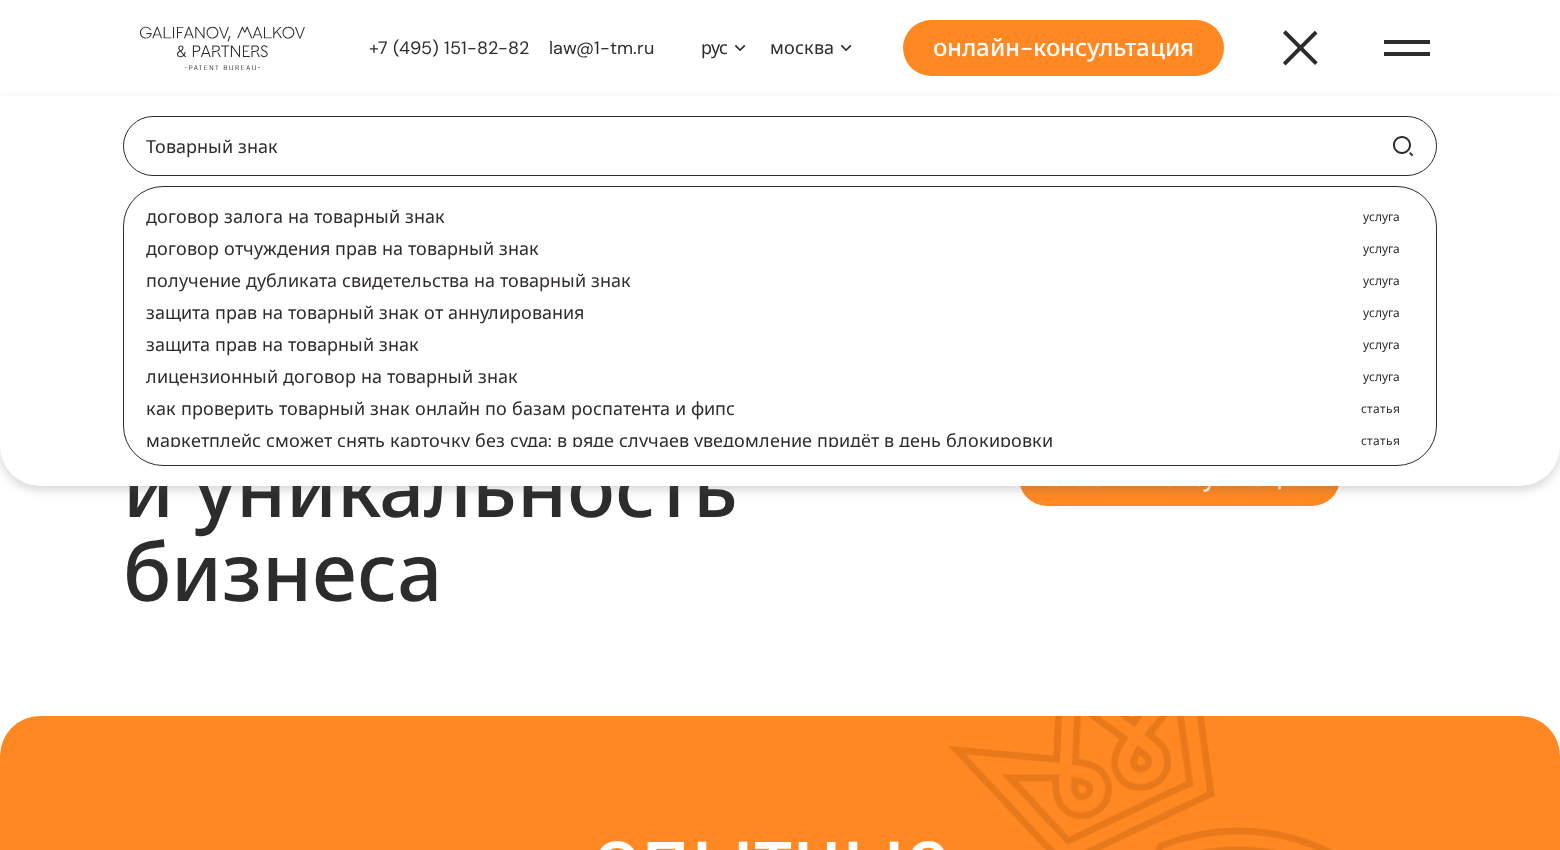 GALIFANOV, MALKOV
& PARTNERS
-PATENT BUREAU-
+7 (495) 151-82-82
law@1-tm.ru
рус
москва
онлайн-консультация
Товарный знак
договор залога на товарный знак услуга
договор отчуждения прав на товарный знак услуга
получение дубликата свидетельства на товарный знак услуга
защита прав на товарный знак от аннулирования услуга
защита прав на товарный знак услуга
лицензионный договор на товарный знак услуга
как проверить товарный знак онлайн по базам роспатента и фипс статья
маркетплейс сможет снять карточку без суда: в ряде случаев уведомление придёт в день блокировки статья
и уникальность
бизнеса
опытные